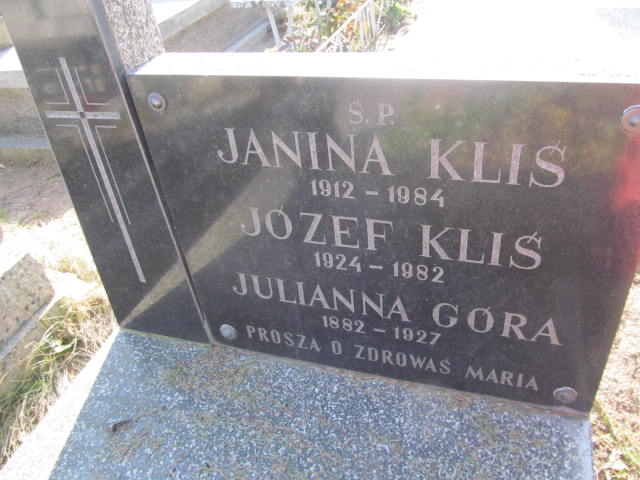 Ś.P.
JANINA KLIŚ
1912 - 1984
JÓZEF KLIŚ
1924 - 1982
JULIANNA GÓRA
1882 - 1927
PROSZĄ O ZDROWAŚ MARIA